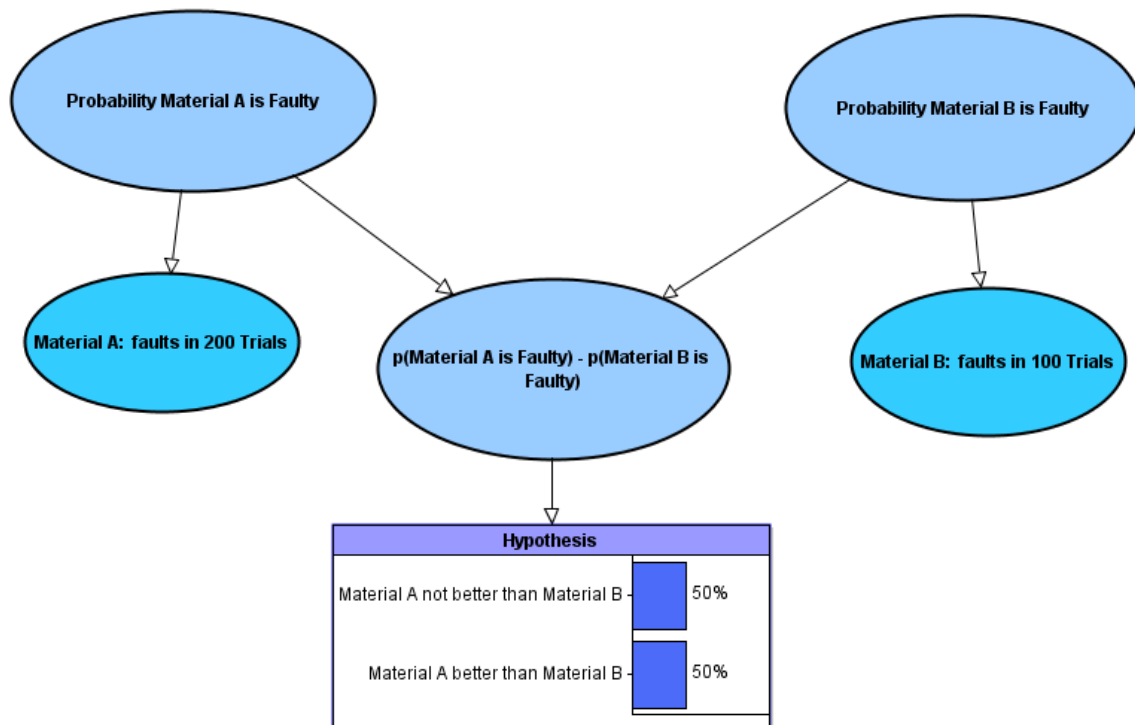 Probability Material A is Faulty
Probability Material B is Faulty
Material A:  faults in 200 Trials
p(Material A is Faulty) - p(Material B is
Faulty)
Material B:  faults in 100 Trials
Hypothesis
Material A not better than Material B
50%
Material A better than Material B
50%